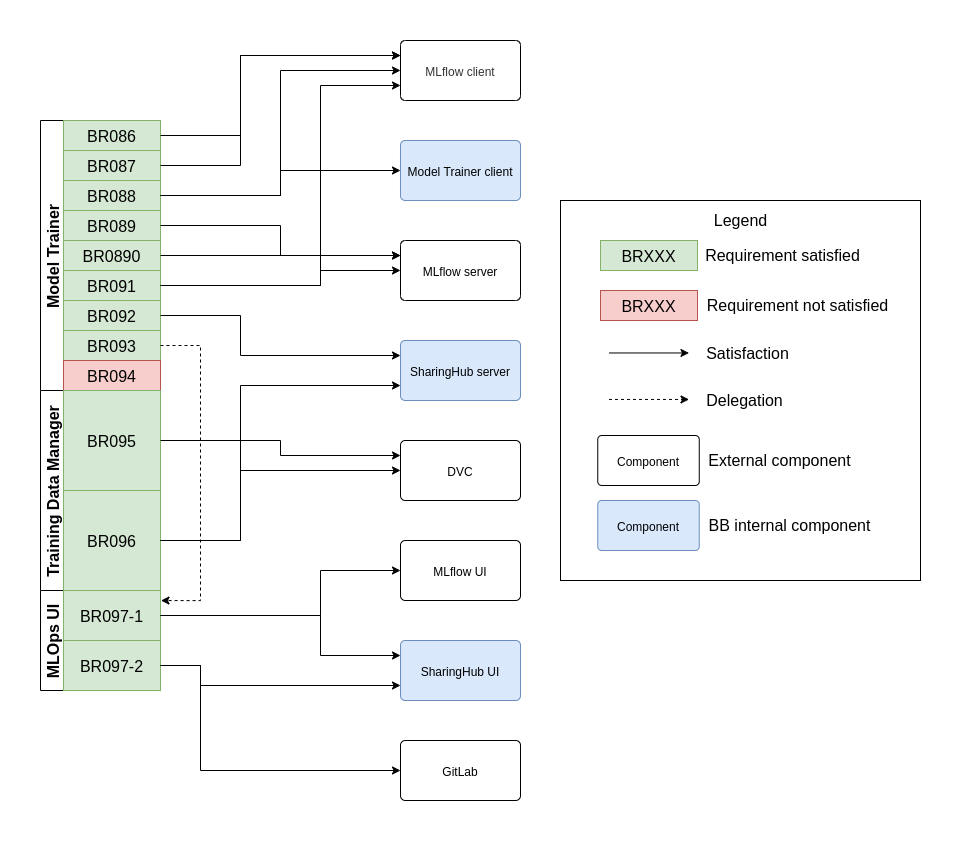 Model Trainer
BR086
BR087
BR088
BR089
BR0890
BR091
BR092
BR093
BR094
Training Data Manager
BR095
BR096
MLOps UI
BR097-1
BR097-2
MLflow client
Model Trainer client
MLflow server
SharingHub server
DVC
MLflow UI
SharingHub UI
GitLab
Legend
BRXXX Requirement satisfied
BRXXX Requirement not satisfied
Satisfaction
Delegation
Component External component
Component BB internal component